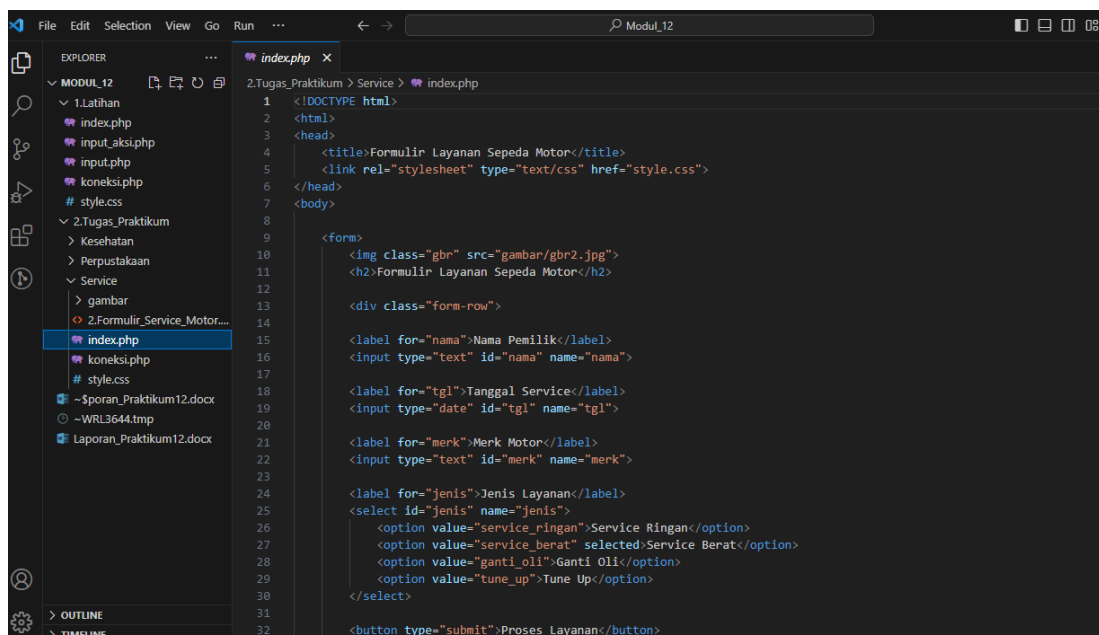 File Edit Selection View Go Run ··· Modul_12
EXPLORER ···
MODUL_12
1.Latihan
index.php
input_aksi.php
input.php
koneksi.php
# style.css
2.Tugas_Praktikum
Kesehatan
Perpustakaan
Service
gambar
2.Formulir_Service_Motor....
index.php
koneksi.php
# style.css
~$poran_Praktikum12.docx
~WRL3644.tmp
Laporan_Praktikum12.docx
OUTLINE
TIMELINE
index.php
2.Tugas_Praktikum > Service > index.php
1 <!DOCTYPE html>
2 <html>
3 <head>
4 <title>Formulir Layanan Sepeda Motor</title>
5 <link rel="stylesheet" type="text/css" href="style.css">
6 </head>
7 <body>
8
9 <form>
10 <img class="gbr" src="gambar/gbr2.jpg">
11 <h2>Formulir Layanan Sepeda Motor</h2>
12
13 <div class="form-row">
14
15 <label for="nama">Nama Pemilik</label>
16 <input type="text" id="nama" name="nama">
17
18 <label for="tgl">Tanggal Service</label>
19 <input type="date" id="tgl" name="tgl">
20
21 <label for="merk">Merk Motor</label>
22 <input type="text" id="merk" name="merk">
23
24 <label for="jenis">Jenis Layanan</label>
25 <select id="jenis" name="jenis">
26 <option value="service_ringan">Service Ringan</option>
27 <option value="service_berat" selected>Service Berat</option>
28 <option value="ganti_oli">Ganti Oli</option>
29 <option value="tune_up">Tune Up</option>
30 </select>
31
32 <button type="submit">Proses Layanan</button>